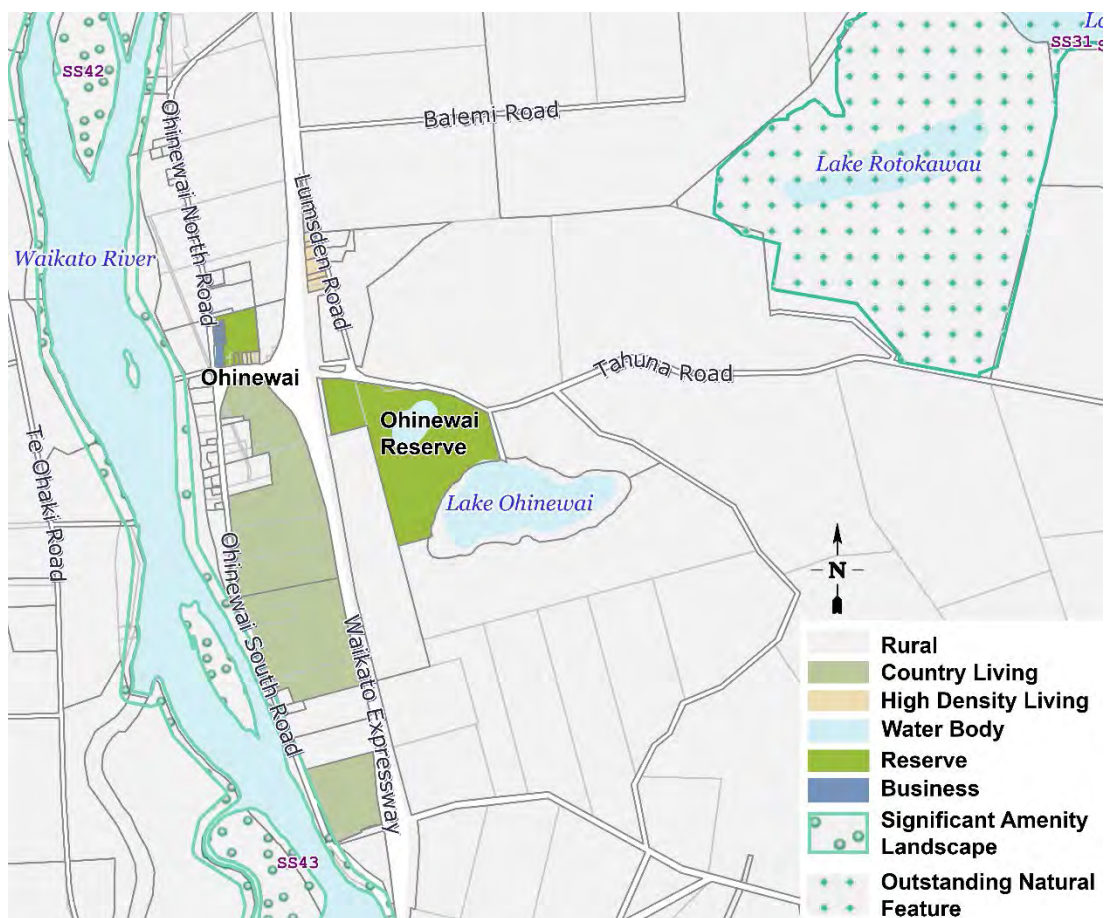 SS42
La
SS31 S
Ohinewai North Road
Balemi Road
Lake Rotokawau
Waikato River
Lumsden Road
Ohinewai
Tahuna Road
Ohinewai
Reserve
Te Ohaki Road
Lake Ohinewai
Ohinewai South Road
N
Waikato Expressway
Rural
Country Living
High Density Living
Water Body
Reserve
Business
Significant Amenity
Landscape
Outstanding Natural
Feature
SS43